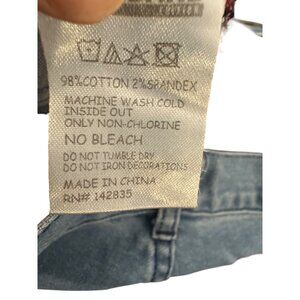 98% COTTON 2% SPANDEX
MACHINE WASH COLD
INSIDE OUT
ONLY NON-CHLORINE
NO BLEACH
DO NOT TUMBLE DRY
DO NOT IRON DECORATIONS
MADE IN CHINA
RN# 142835